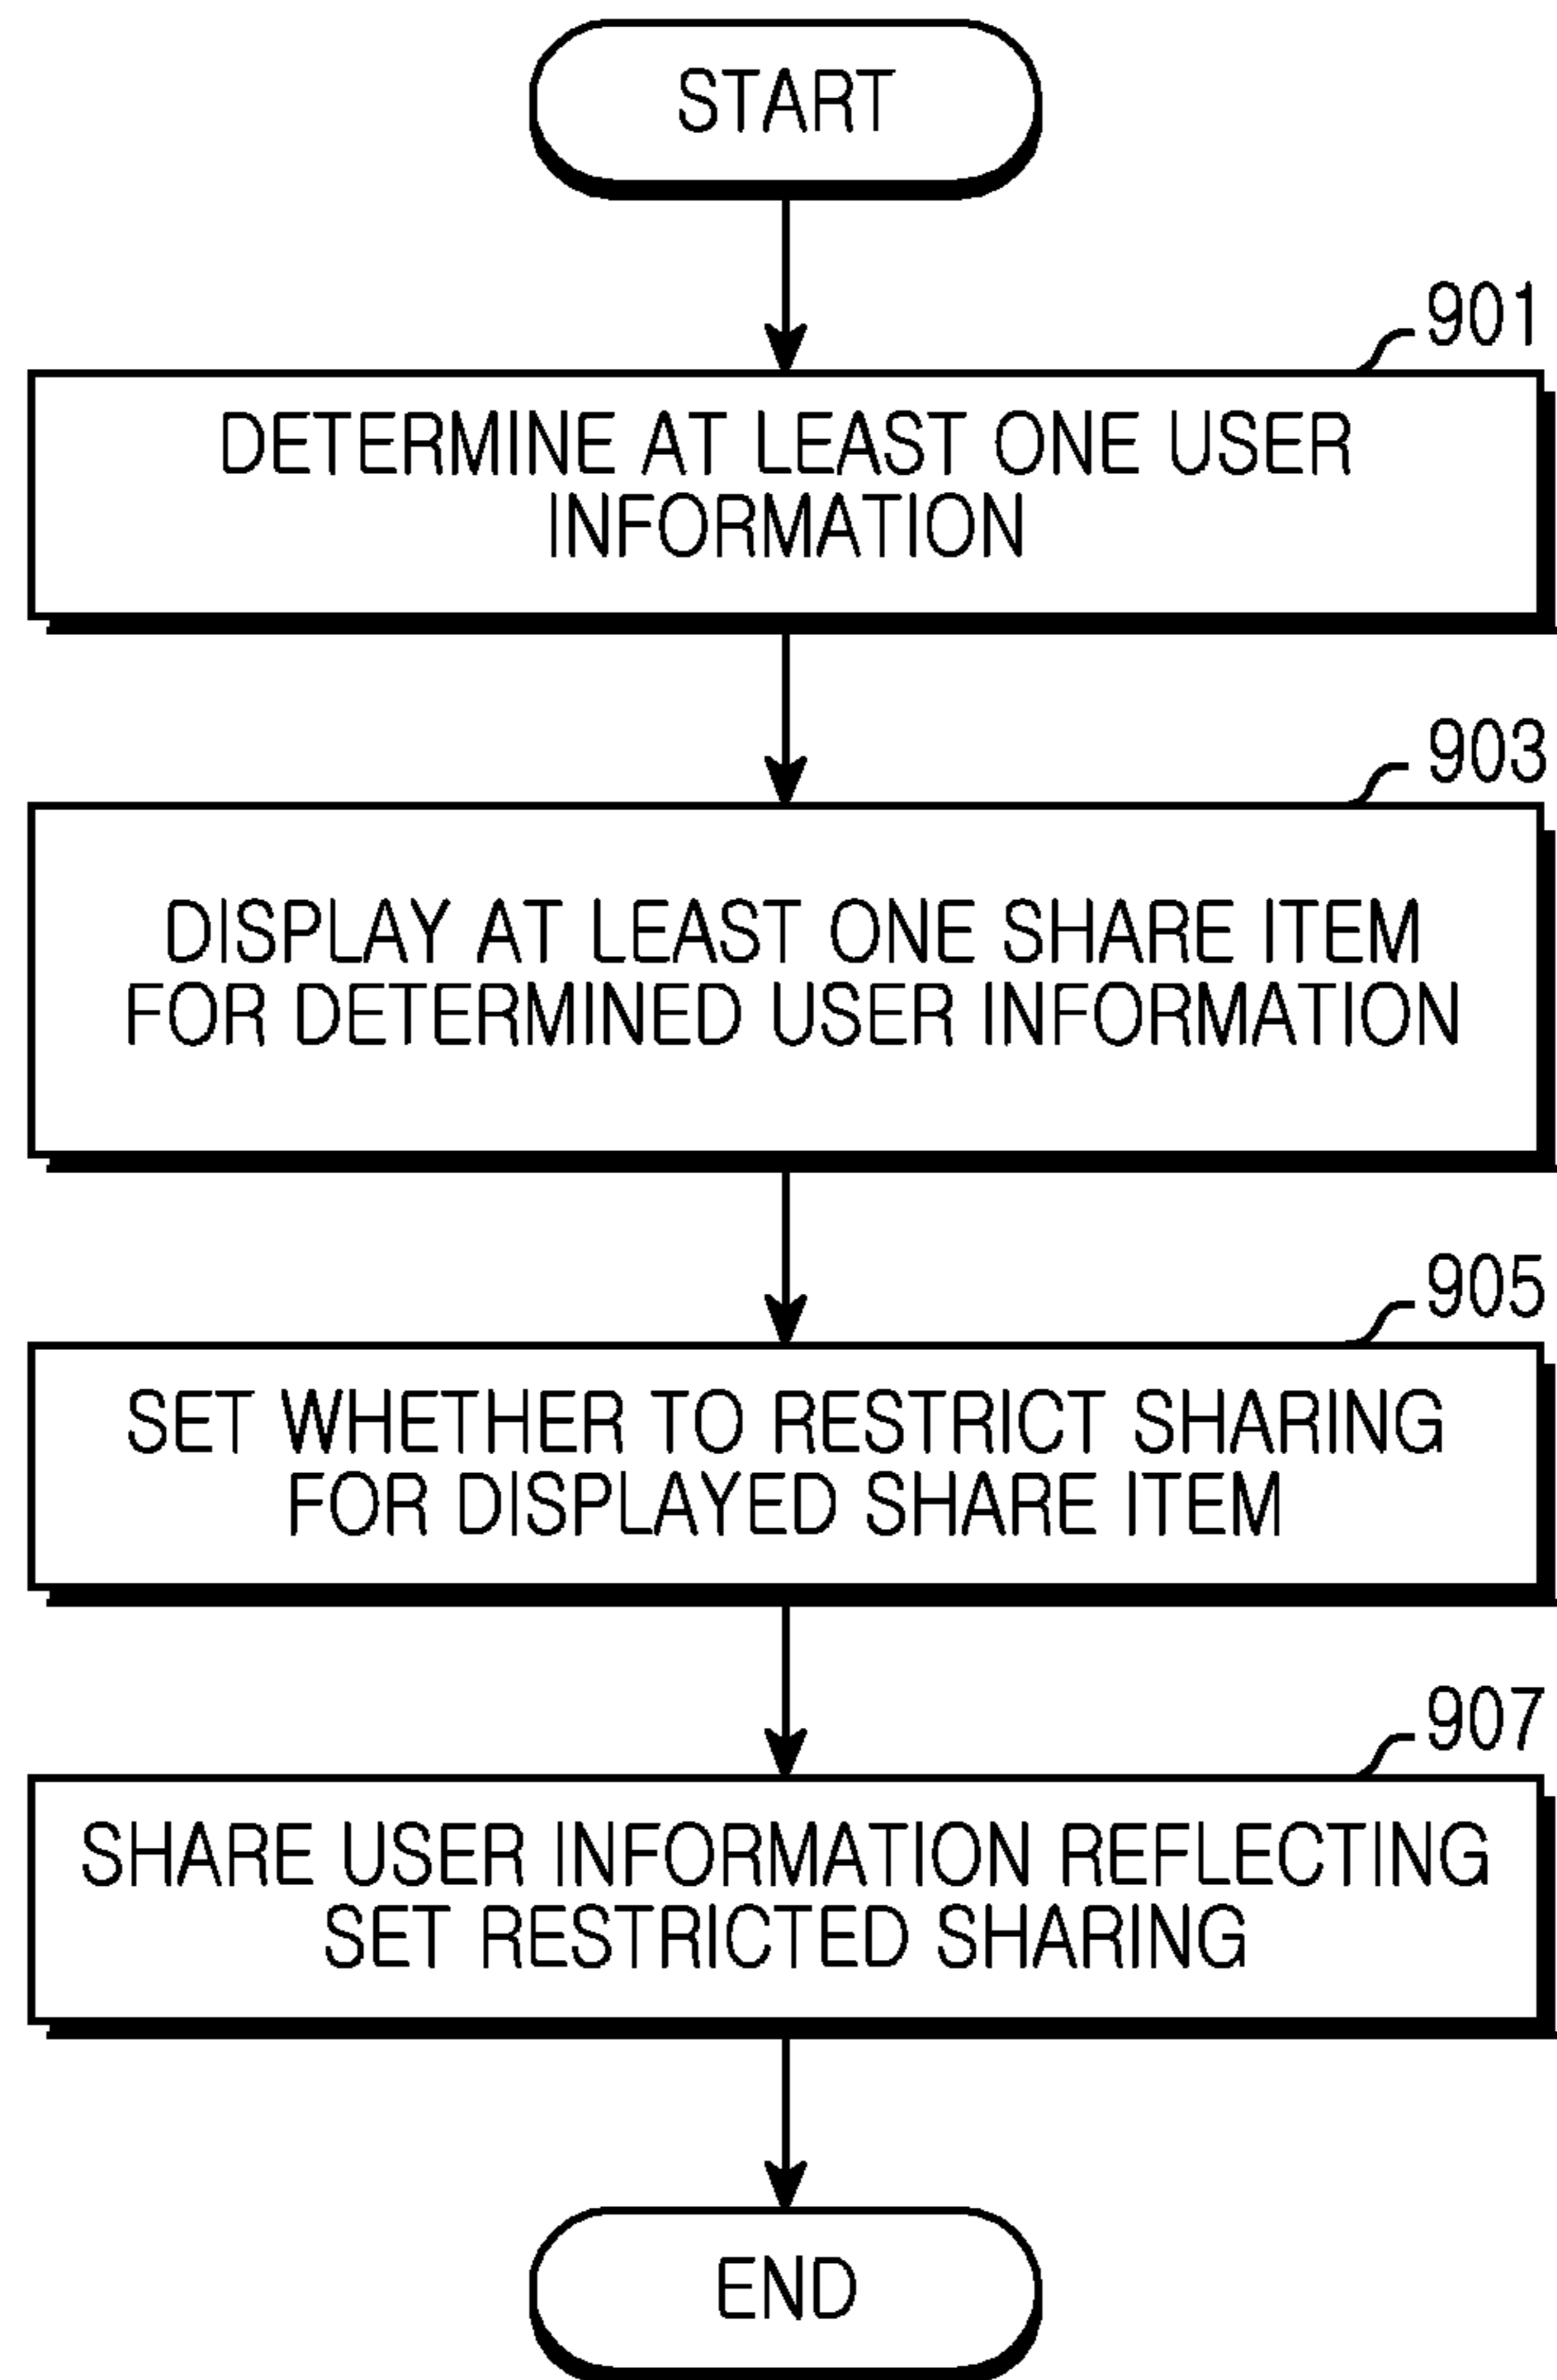 START
901
DETERMINE AT LEAST ONE USER
INFORMATION
903
DISPLAY AT LEAST ONE SHARE ITEM
FOR DETERMINED USER INFORMATION
905
SET WHETHER TO RESTRICT SHARING
FOR DISPLAYED SHARE ITEM
907
SHARE USER INFORMATION REFLECTING
SET RESTRICTED SHARING
END